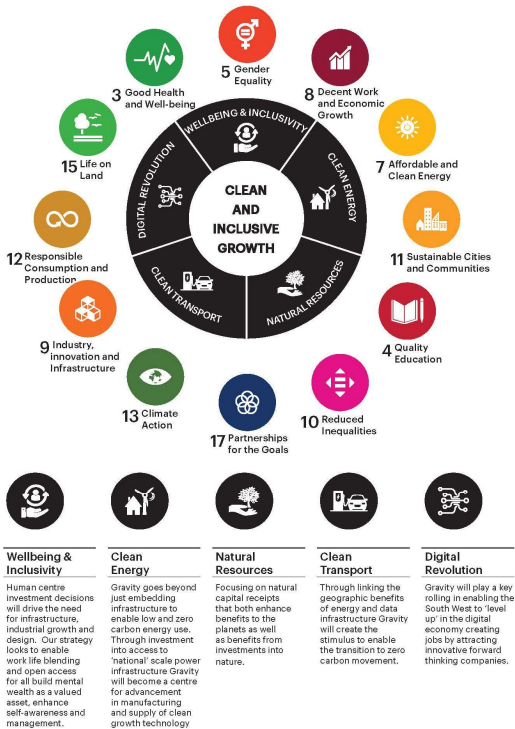 5 Gender
Equality
3 Good Health
and Well-being
8 Decent Work
and Economic
Growth
15 Life on
Land
7 Affordable and
Clean Energy
12 Responsible
Consumption and
Production
11 Sustainable Cities
and Communities
9 Industry,
innovation and
Infrastructure
4 Quality
Education
13 Climate
Action
10 Reduced
Inequalities
17 Partnerships
for the Goals
WELLBEING & INCLUSIVITY
CLEAN ENERGY
NATURAL RESOURCES
CLEAN TRANSPORT
DIGITAL REVOLUTION
CLEAN
AND
INCLUSIVE
GROWTH
Wellbeing &
Inclusivity
Human centre
investment decisions
will drive the need
for infrastructure,
industrial growth and
design. Our strategy
looks to enable
work life blending
and open access
for all build mental
wealth as a valued
asset, enhance
self-awareness and
management.
Clean
Energy
Gravity goes beyond
just embedding
infrastructure to
enable low and zero
carbon energy use.
Through investment
into access to
'national' scale power
infrastructure Gravity
will become a centre
for advancement
in manufacturing
and supply of clean
growth technology
Natural
Resources
Focusing on natural
capital receipts
that both enhance
benefits to the
planets as well
as benefits from
investments into
nature.
Clean
Transport
Through linking the
geographic benefits
of energy and data
infrastructure Gravity
will create the
stimulus to enable
the transition to zero
carbon movement.
Digital
Revolution
Gravity will play a key
rolling in enabling the
South West to 'level
up' in the digital
economy creating
jobs by attracting
innovative forward
thinking companies.